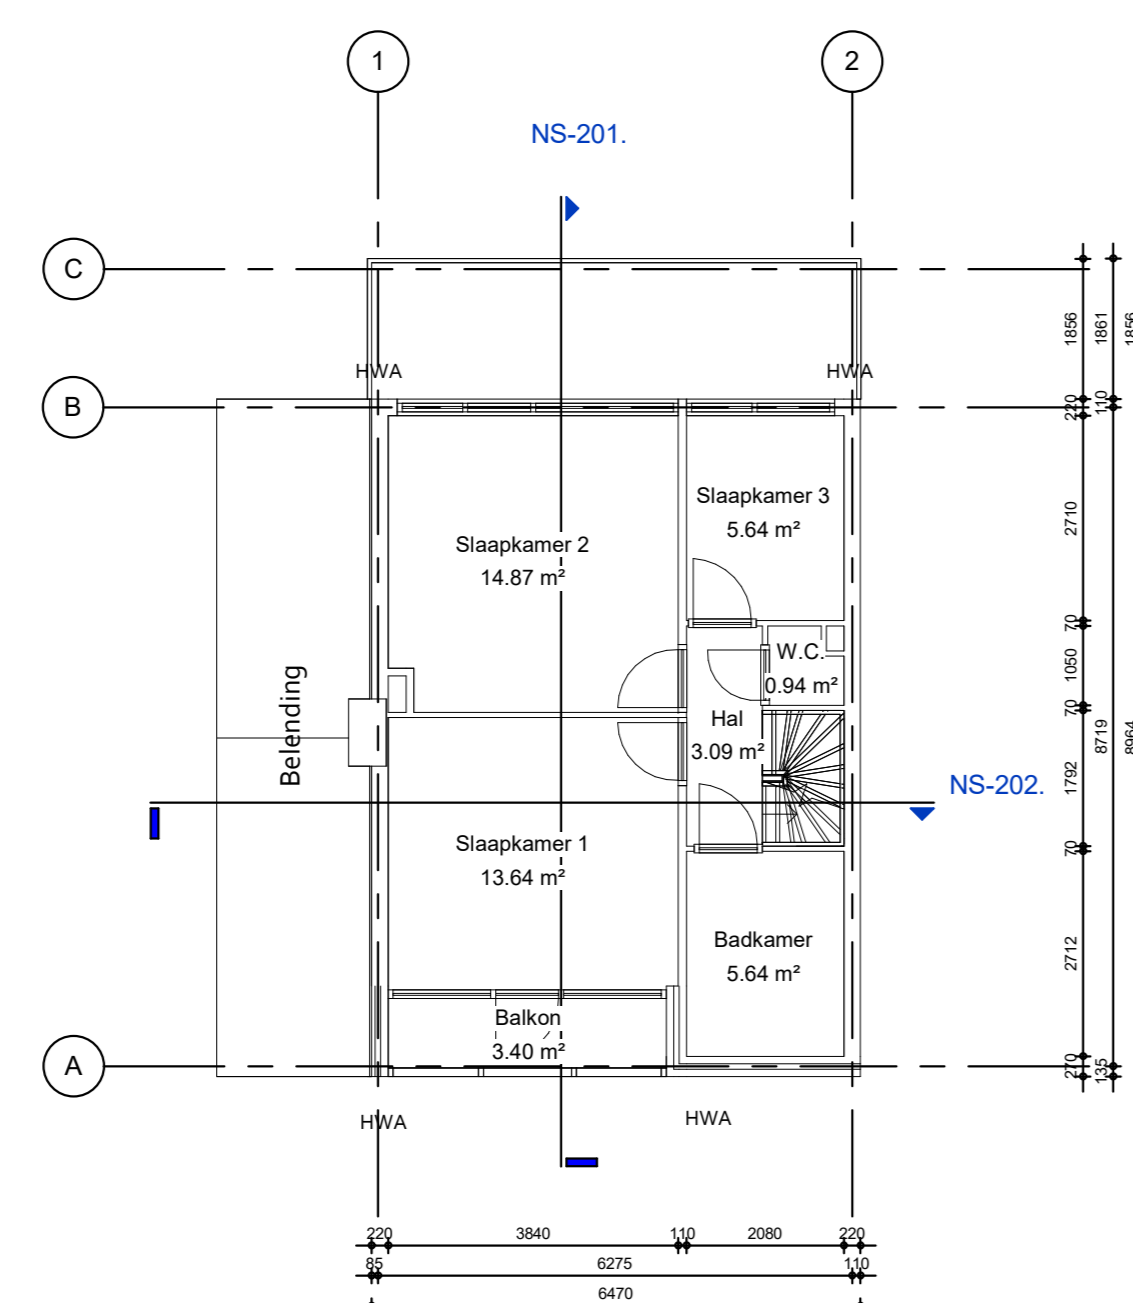 1
2
NS-201.
C
HWA
HWA
B
Slaapkamer 3
5.64 m²
Slaapkamer 2
14.87 m²
W.C.
0.94 m²
Hal
3.09 m²
Belending
NS-202.
Slaapkamer 1
13.64 m²
Badkamer
5.64 m²
Balkon
3.40 m²
A
HWA
HWA
1856
220
2710
70
1050
70
1792
70
2712
270
1861
110
8719
135
1856
8964
220 3840 110 2080 220
85 6275 110
6470